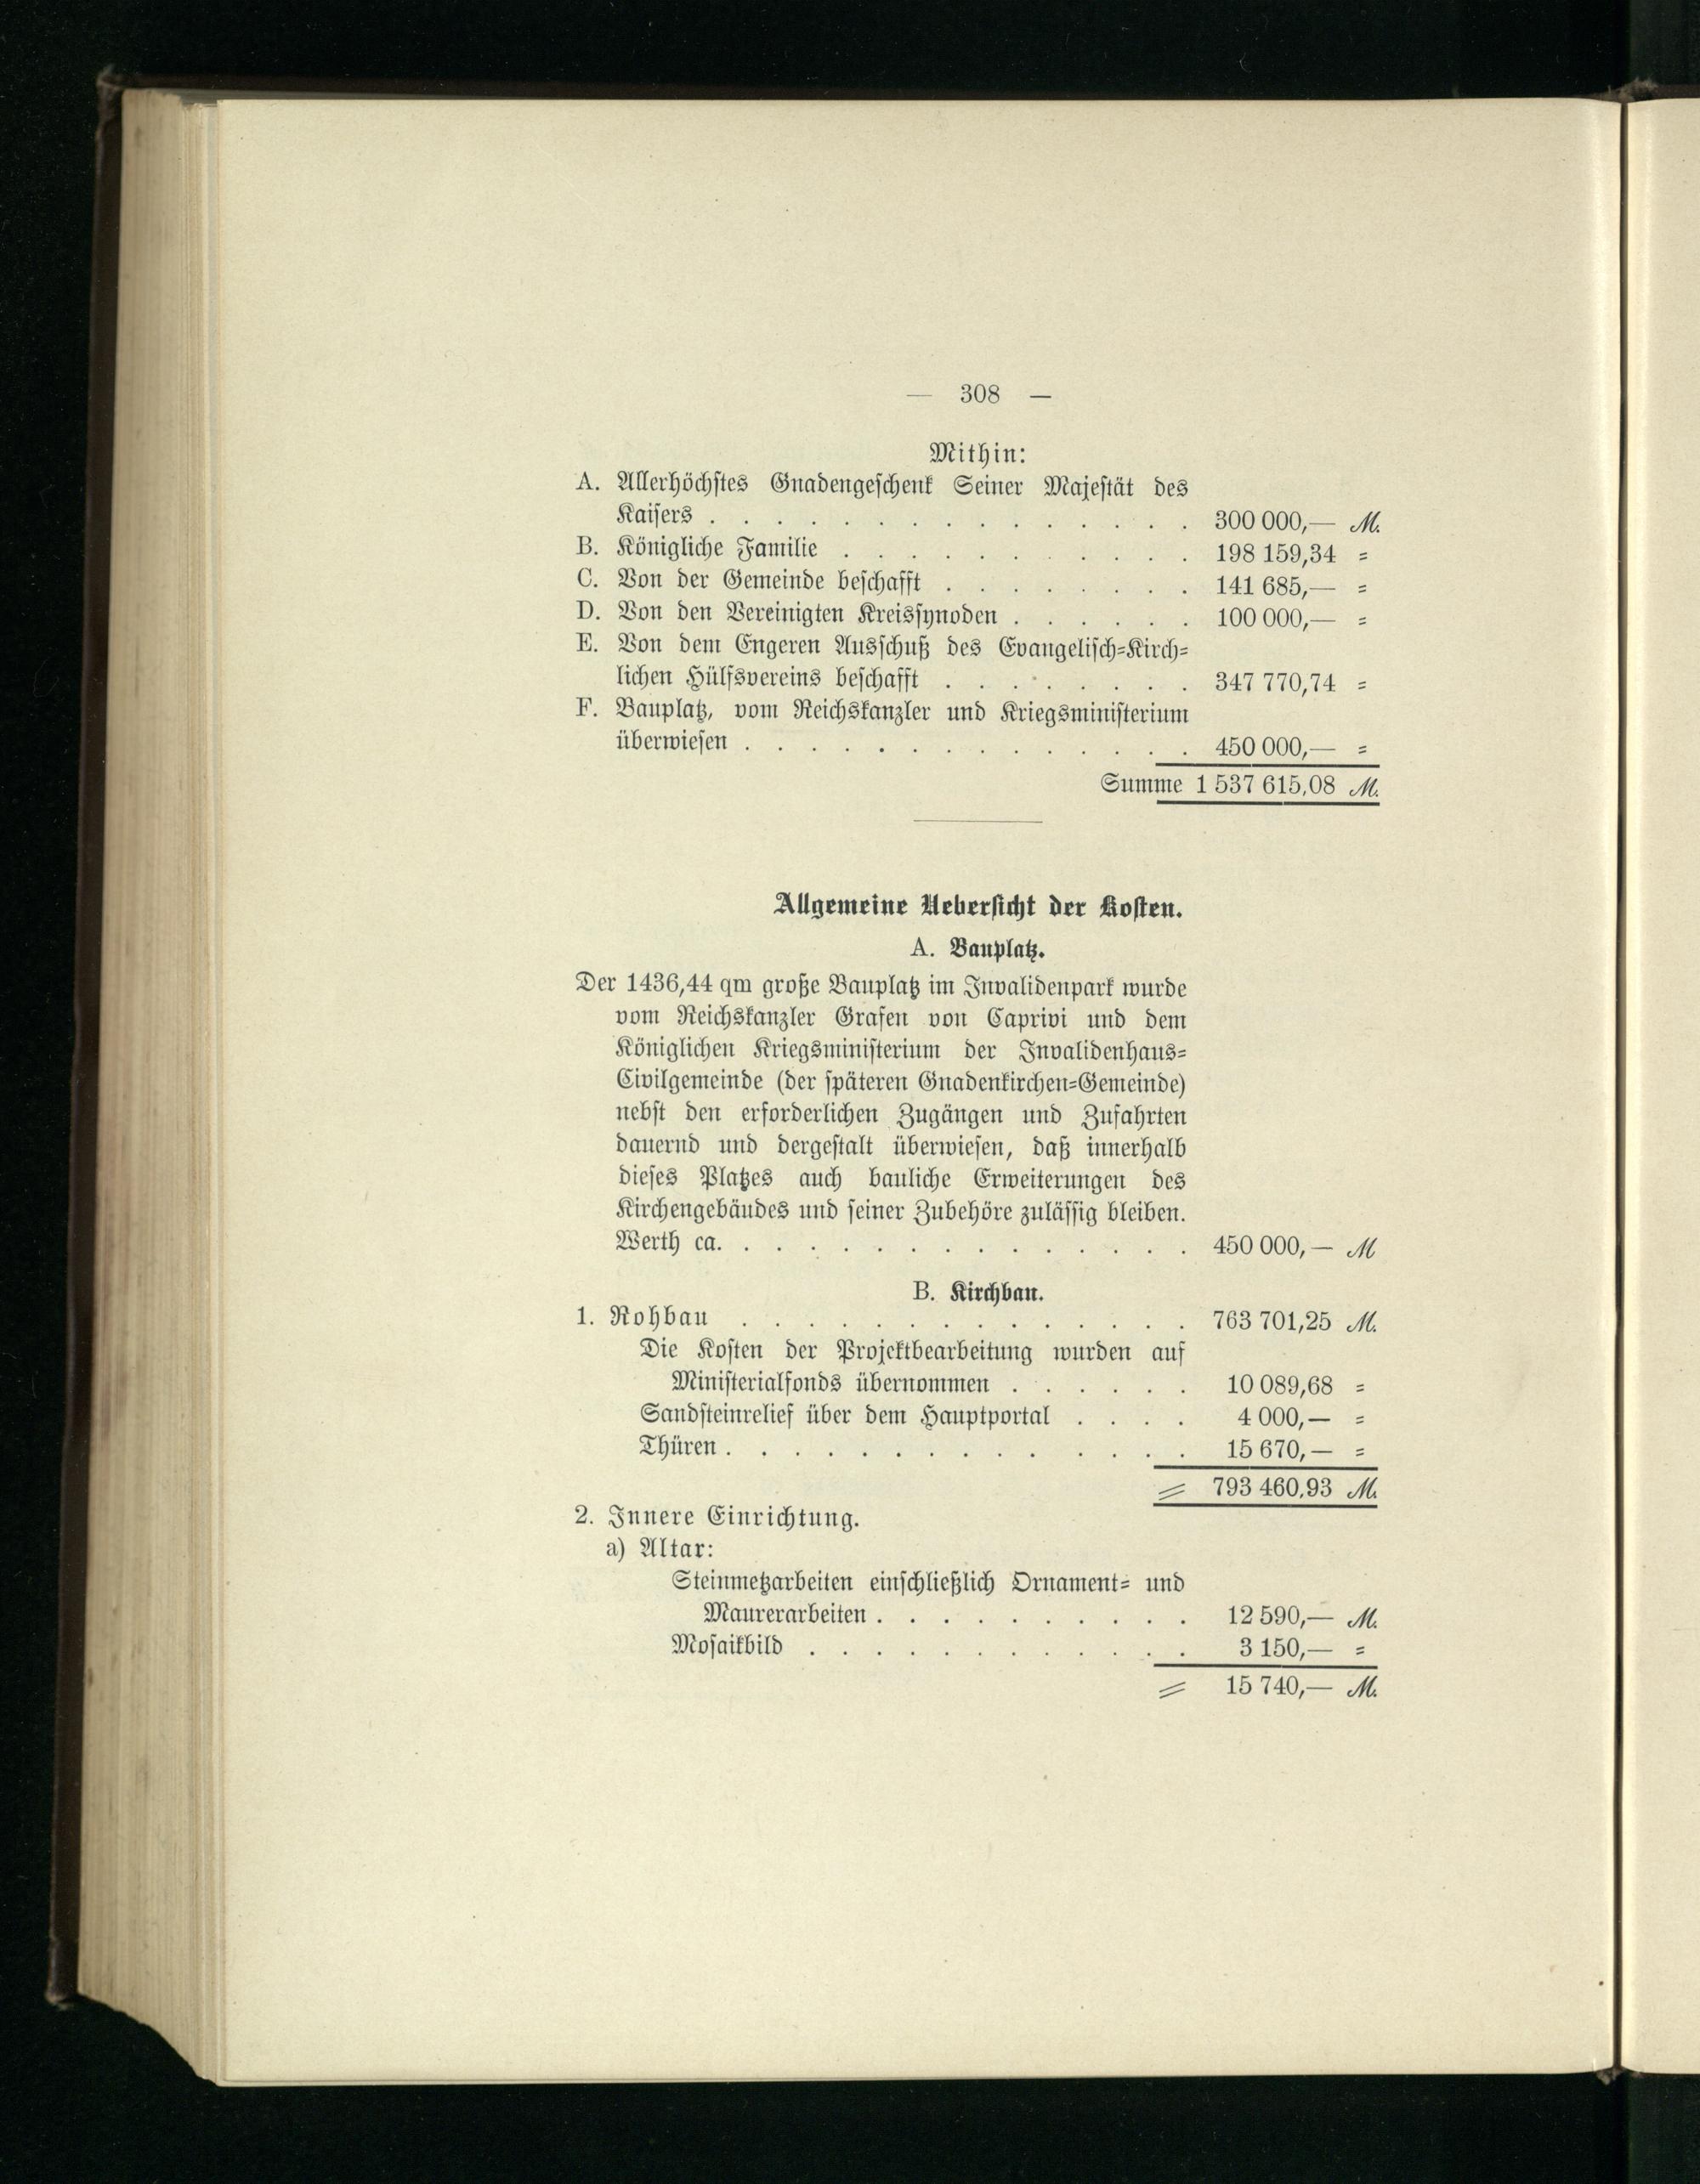 — 308 —
Mithin:
A. Allerhöchstes Gnadengeschenk Seiner Majestät des
Kaisers . . . . . . . . . . . . . . . 300 000,— M.
B. Königliche Familie . . . . . . . . . . . 198 159,34 =
C. Von der Gemeinde beschafft . . . . . . . . 141 685,— =
D. Von den Vereinigten Kreissynoden . . . . . . 100 000,— =
E. Von dem Engeren Ausschuß des Evangelisch=Kirch=
lichen Hülfsvereins beschafft . . . . . . . . 347 770,74 =
F. Bauplatz, vom Reichskanzler und Kriegsministerium
überwiesen . . . . . . . . . . . . . . 450 000,— =
Summe 1 537 615,08 M.
Allgemeine Uebersicht der Kosten.
A. Bauplatz.
Der 1436,44 qm große Bauplatz im Invalidenpark wurde
vom Reichskanzler Grafen von Caprivi und dem
Königlichen Kriegsministerium der Invalidenhaus=
Civilgemeinde (der späteren Gnadenkirchen=Gemeinde)
nebst den erforderlichen Zugängen und Zufahrten
dauernd und dergestalt überwiesen, daß innerhalb
dieses Platzes auch bauliche Erweiterungen des
Kirchengebäudes und seiner Zubehöre zulässig bleiben.
Werth ca. . . . . . . . . . . . . . . 450 000,— M
B. Kirchbau.
1. Rohbau . . . . . . . . . . . . . . 763 701,25 M.
Die Kosten der Projektbearbeitung wurden auf
Ministerialfonds übernommen . . . . . . 10 089,68 =
Sandsteinrelief über dem Hauptportal . . . . 4 000,— =
Thüren . . . . . . . . . . . . . . 15 670,— =
= 793 460,93 M.
2. Innere Einrichtung.
a) Altar:
Steinmetzarbeiten einschließlich Ornament= und
Maurerarbeiten . . . . . . . . . . 12 590,— M.
Mosaikbild . . . . . . . . . . . . 3 150,— =
= 15 740,— M.